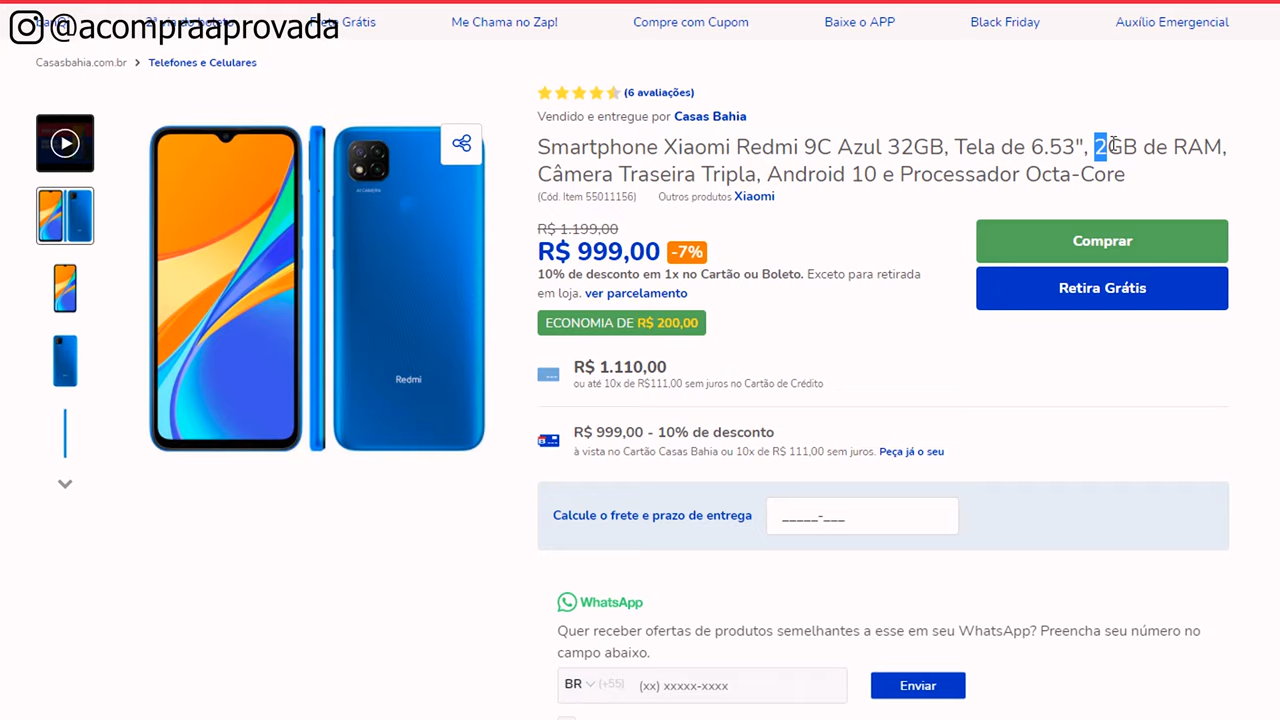 @acompraaprovada
Me Chama no Zap!
Compre com Cupom
Baixe o APP
Black Friday
Auxílio Emergencial
Casasbahia.com.br > Telefones e Celulares
(6 avaliações)
Vendido e entregue por Casas Bahia
Smartphone Xiaomi Redmi 9C Azul 32GB, Tela de 6.53", 2GB de RAM,
Câmera Traseira Tripla, Android 10 e Processador Octa-Core
(Cód. Item 55011156) Outros produtos Xiaomi
R$ 1.199,00
R$ 999,00 -7%
10% de desconto em 1x no Cartão ou Boleto. Exceto para retirada
em loja. ver parcelamento
ECONOMIA DE R$ 200,00
Comprar
Retira Grátis
R$ 1.110,00
ou até 10x de R$111,00 sem juros no Cartão de Crédito
R$ 999,00 - 10% de desconto
à vista no Cartão Casas Bahia ou 10x de R$ 111,00 sem juros. Peça já o seu
Calcule o frete e prazo de entrega _____-___
WhatsApp
Quer receber ofertas de produtos semelhantes a esse em seu WhatsApp? Preencha seu número no
campo abaixo.
BR (+55) (xx) xxxxx-xxxx
Enviar
Redmi